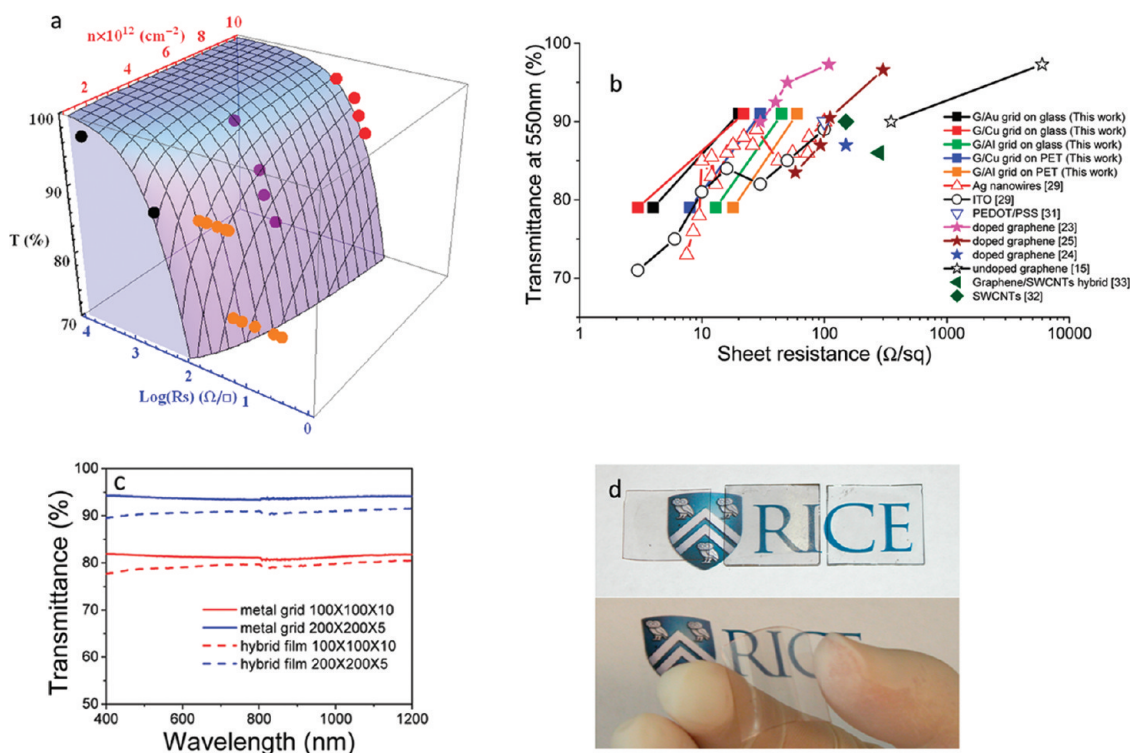 a
n×10¹² (cm⁻²)
2
4
6
8
10
100
90
T (%)
80
70
4
3
2
1
0
Log(Rs) (Ω/□)
b
Transmittance at 550nm (%)
100
90
80
70
1
10
100
1000
10000
Sheet resistance (Ω/sq)
G/Au grid on glass (This work)
G/Cu grid on glass (This work)
G/Al grid on glass (This work)
G/Cu grid on PET (This work)
G/Al grid on PET (This work)
Ag nanowires [29]
ITO [29]
PEDOT/PSS [31]
doped graphene [23]
doped graphene [25]
doped graphene [24]
undoped graphene [15]
Graphene/SWCNTs hybrid [33]
SWCNTs [32]
c
Transmittance (%)
100
95
90
85
80
75
70
65
60
55
50
400
600
800
1000
1200
Wavelength (nm)
metal grid 100X100X10
metal grid 200X200X5
hybrid film 100X100X10
hybrid film 200X200X5
d
RICE
RICE